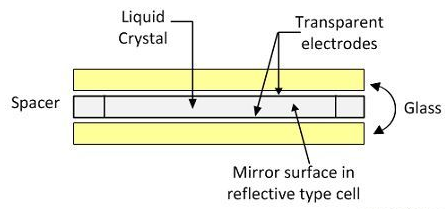 Liquid
Crystal
Transparent
electrodes
Spacer
Glass
Mirror surface in
reflective type cell